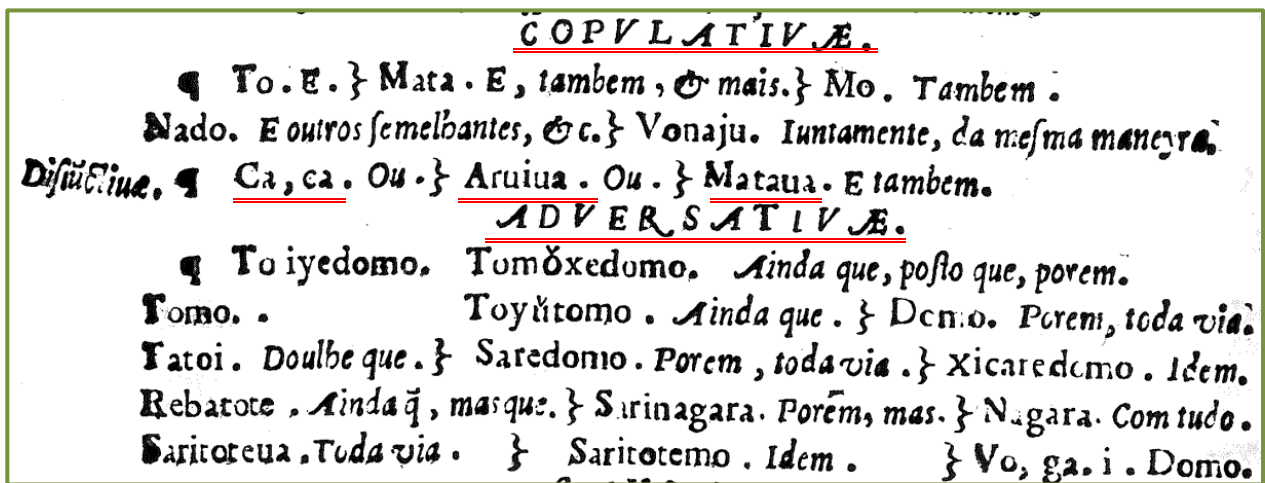 COPVLATIVÆ.
¶ To. E. } Mata. E, tambem, & mais. } Mo. Tambem.
Nado. E outros ſemelhantes, & c. } Vonaju. Iuntamente, da meſma maneyra.
Diſiũctiuæ. ¶ Ca, ca. Ou. } Aruiua. Ou. } Mataua. E tambem.
ADVERSATIVÆ.
¶ To iyedomo. Tomǒxedomo. Ainda que, poſto que, porem.
Tomo. . Toyŭtomo. Ainda que. } Domo. Porem, toda via.
Tatoi. Doulhe que. } Saredomo. Porem, toda via. } Xicaredomo. Idem.
Rebatote. Ainda q̃, mas que. } Sarinagara. Porẽm, mas. } Nagara. Com tudo.
Saritoteua. Toda via. } Saritotemo. Idem. } Vo, ga. i. Domo.